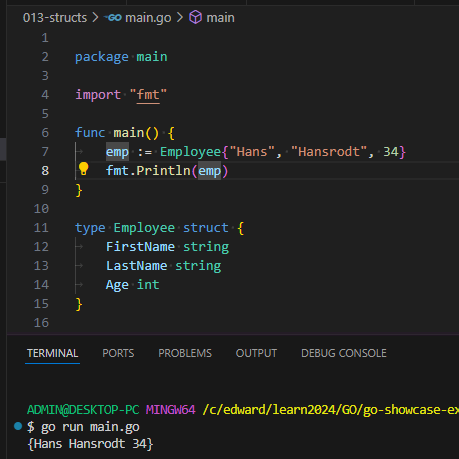 013-structs > GO main.go > main
1
2 package main
3
4 import "fmt"
5
6 func main() {
7 emp := Employee{"Hans", "Hansrodt", 34}
8 fmt.Println(emp)
9 }
10
11 type Employee struct {
12 FirstName string
13 LastName string
14 Age int
15 }
16
TERMINAL PORTS PROBLEMS OUTPUT DEBUG CONSOLE
ADMIN@DESKTOP-PC MINGW64 /c/edward/learn2024/GO/go-showcase-ex
$ go run main.go
{Hans Hansrodt 34}